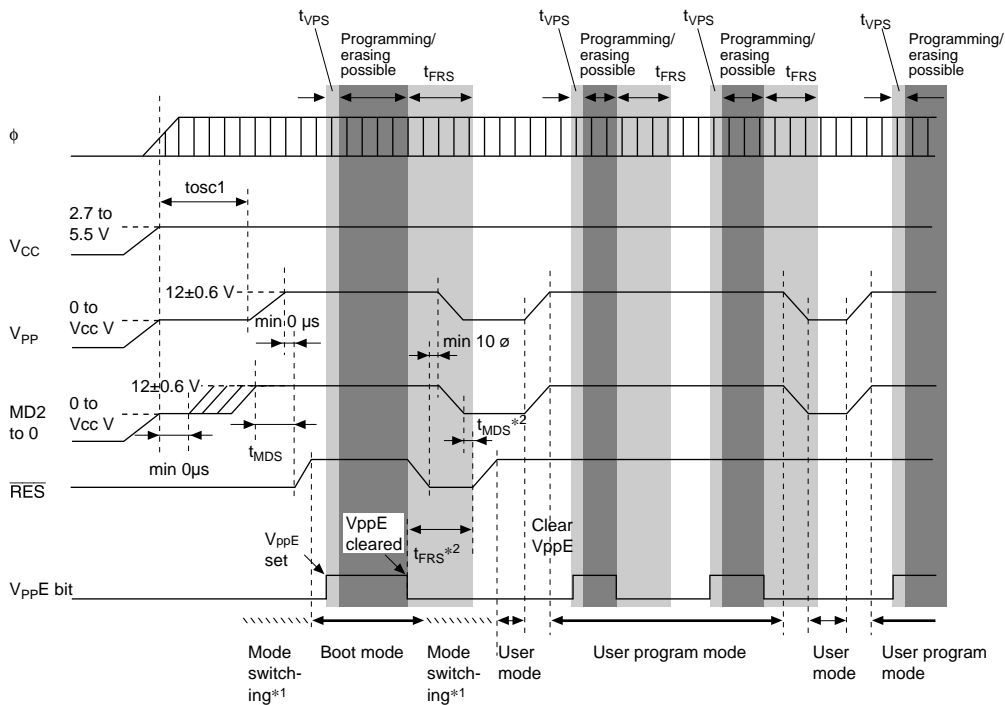 tVPS
Programming/
erasing
possible
tFRS
tVPS
Programming/
erasing
possible
tFRS
tVPS
Programming/
erasing
possible
tFRS
tVPS
Programming/
erasing
possible
ϕ
tosc1
2.7 to
5.5 V
VCC
12±0.6 V
0 to
Vcc V
VPP
min 0 µs
min 10 ø
12±0.6 V
0 to
Vcc V
MD2
to 0
tMDS
min 0µs
tMDS*2
RES
VppE
set
VppE
cleared
tFRS*2
Clear
VppE
VPPE bit
Mode
switch-
ing*1
Boot mode
Mode
switch-
ing*1
User
mode
User program mode
User
mode
User program
mode